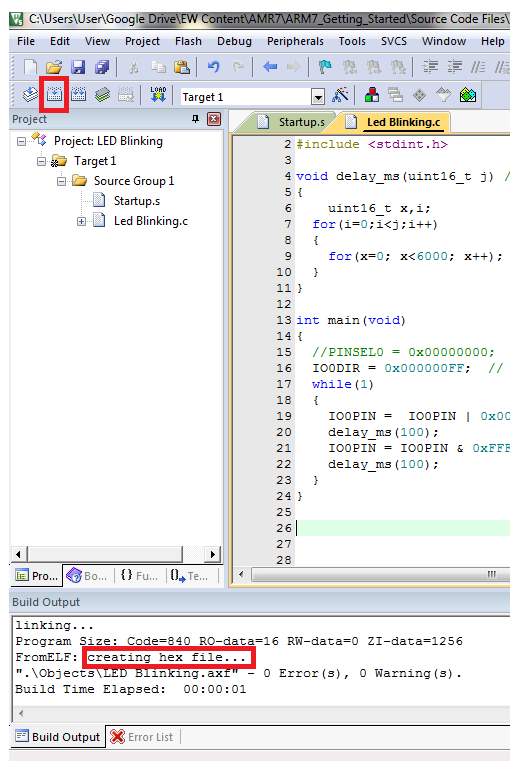 C:\Users\User\Google Drive\EW Content\AMR7\ARM7_Getting_Started\Source Code Files\
File Edit View Project Flash Debug Peripherals Tools SVCS Window Help
LOAD Target 1
Project
Project: LED Blinking
Target 1
Source Group 1
Startup.s
Led Blinking.c
Startup.s Led Blinking.c
2 #include <stdint.h>
3
4 void delay_ms(uint16_t j) /
5 {
6 uint16_t x,i;
7 for(i=0;i<j;i++)
8 {
9 for(x=0; x<6000; x++);
10 }
11 }
12
13 int main(void)
14 {
15 //PINSEL0 = 0x00000000;
16 IO0DIR = 0x000000FF; //
17 while(1)
18 {
19 IO0PIN = IO0PIN | 0x00
20 delay_ms(100);
21 IO0PIN = IO0PIN & 0xFFF
22 delay_ms(100);
23 }
24 }
25
26
27
28
Pro... Bo... {} Fu... 0 Te...
Build Output
linking...
Program Size: Code=840 RO-data=16 RW-data=0 ZI-data=1256
FromELF: creating hex file...
".\Objects\LED Blinking.axf" - 0 Error(s), 0 Warning(s).
Build Time Elapsed: 00:00:01
Build Output Error List